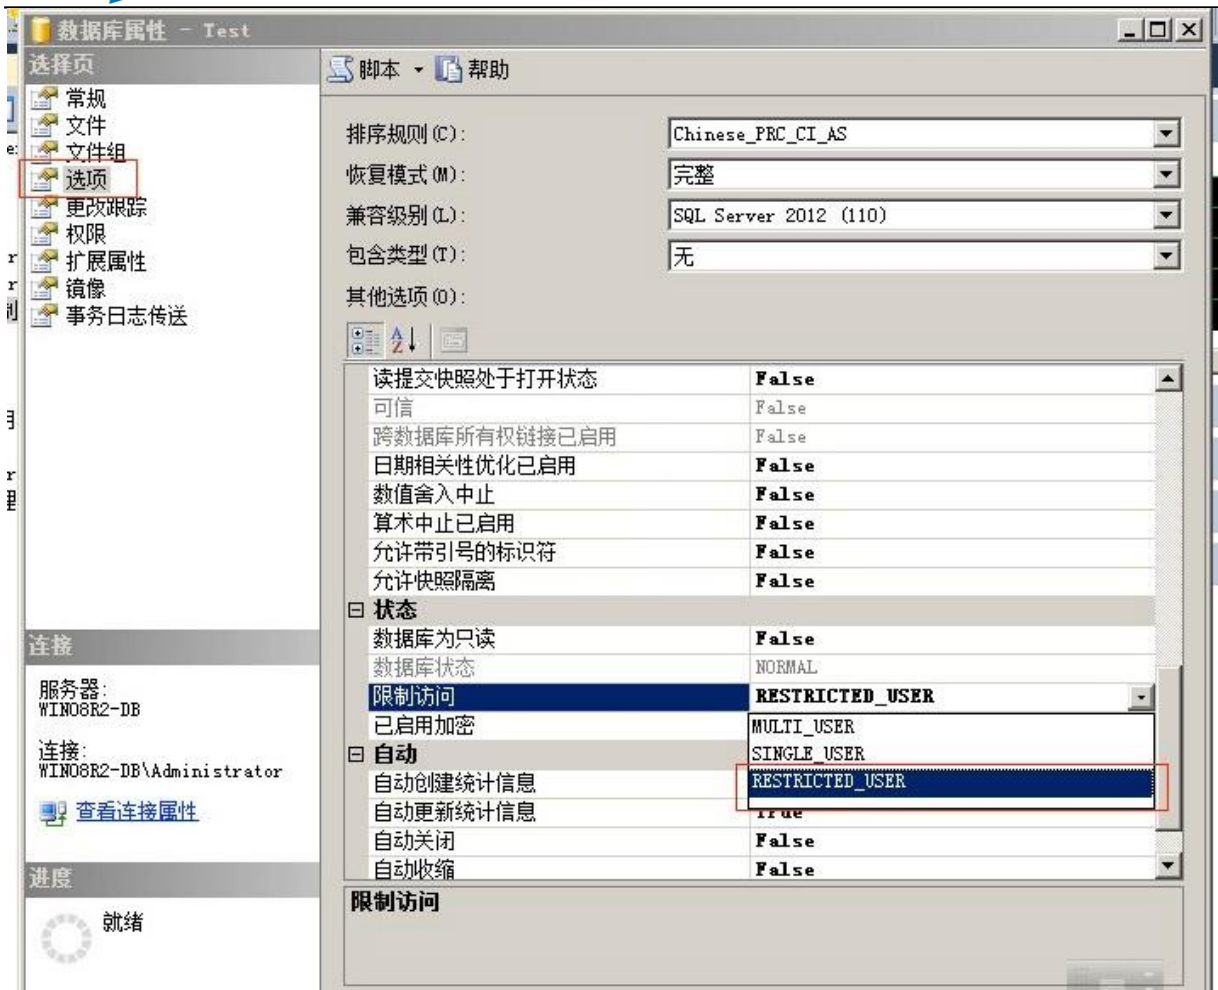 数据库属性 - Test
选择页
常规
文件
文件组
选项
更改跟踪
权限
扩展属性
镜像
事务日志传送
连接
服务器:
WIN08R2-DB
连接:
WIN08R2-DB\Administrator
查看连接属性
进度
就绪
脚本 帮助
排序规则(C): Chinese_PRC_CI_AS
恢复模式(M): 完整
兼容级别(L): SQL Server 2012 (110)
包含类型(T): 无
其他选项(O):
读提交快照处于打开状态 False
可信 False
跨数据库所有权链接已启用 False
日期相关性优化已启用 False
数值舍入中止 False
算术中止已启用 False
允许带引号的标识符 False
允许快照隔离 False
状态
数据库为只读 False
数据库状态 NORMAL
限制访问 RESTRICTED_USER
已启用加密 MULTI_USER
自动 SINGLE_USER
自动创建统计信息 RESTRICTED_USER
自动更新统计信息 True
自动关闭 False
自动收缩 False
限制访问